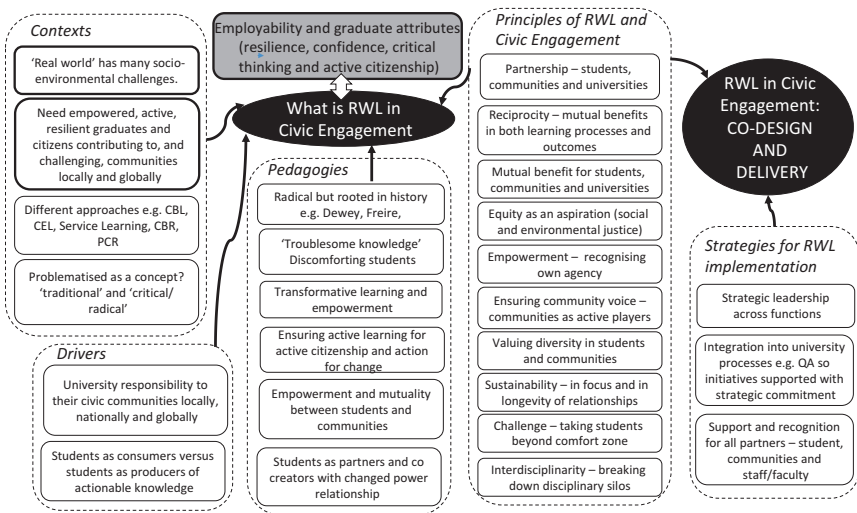 Contexts
'Real world' has many socio-
environmental challenges.
Need empowered, active,
resilient graduates and
citizens contributing to, and
challenging, communities
locally and globally
Different approaches e.g. CBL,
CEL, Service Learning, CBR,
PCR
Problematised as a concept?
'traditional' and 'critical/
radical'
Drivers
University responsibility to
their civic communities locally,
nationally and globally
Students as consumers versus
students as producers of
actionable knowledge
Employability and graduate attributes
(resilience, confidence, critical
thinking and active citizenship)
What is RWL in
Civic Engagement
Pedagogies
Radical but rooted in history
e.g. Dewey, Freire,
'Troublesome knowledge'
Discomforting students
Transformative learning and
empowerment
Ensuring active learning for
active citizenship and action
for change
Empowerment and mutuality
between students and
communities
Students as partners and co
creators with changed power
relationship
Principles of RWL and
Civic Engagement
Partnership – students,
communities and universities
Reciprocity – mutual benefits
in both learning processes and
outcomes
Mutual benefit for students,
communities and universities
Equity as an aspiration (social
and environmental justice)
Empowerment – recognising
own agency
Ensuring community voice –
communities as active players
Valuing diversity in students
and communities
Sustainability – in focus and in
longevity of relationships
Challenge – taking students
beyond comfort zone
Interdisciplinarity – breaking
down disciplinary silos
RWL in Civic
Engagement:
CO-DESIGN
AND
DELIVERY
Strategies for RWL
implementation
Strategic leadership
across functions
Integration into university
processes e.g. QA so
initiatives supported with
strategic commitment
Support and recognition
for all partners – student,
communities and
staff/faculty